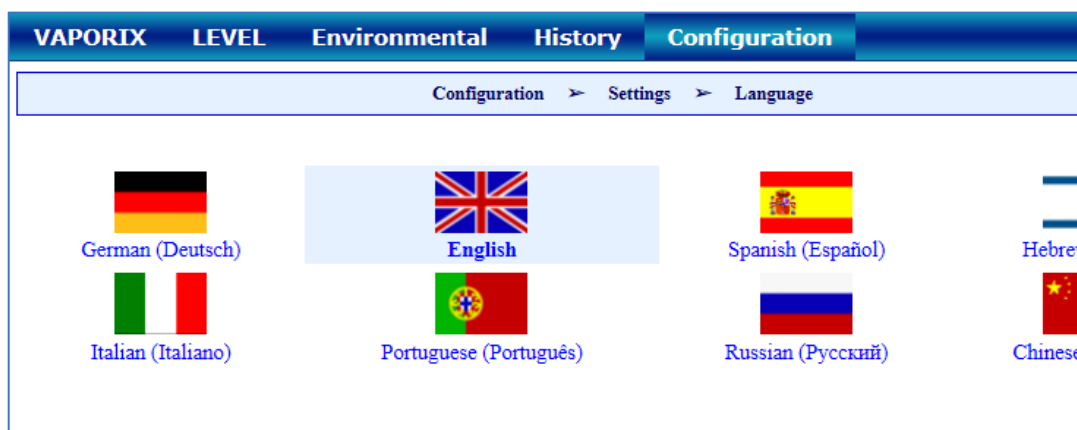 VAPORIX LEVEL Environmental History Configuration
Configuration ➢ Settings ➢ Language
German (Deutsch) English Spanish (Español)
Italian (Italiano) Portuguese (Português) Russian (Русский) Chinese